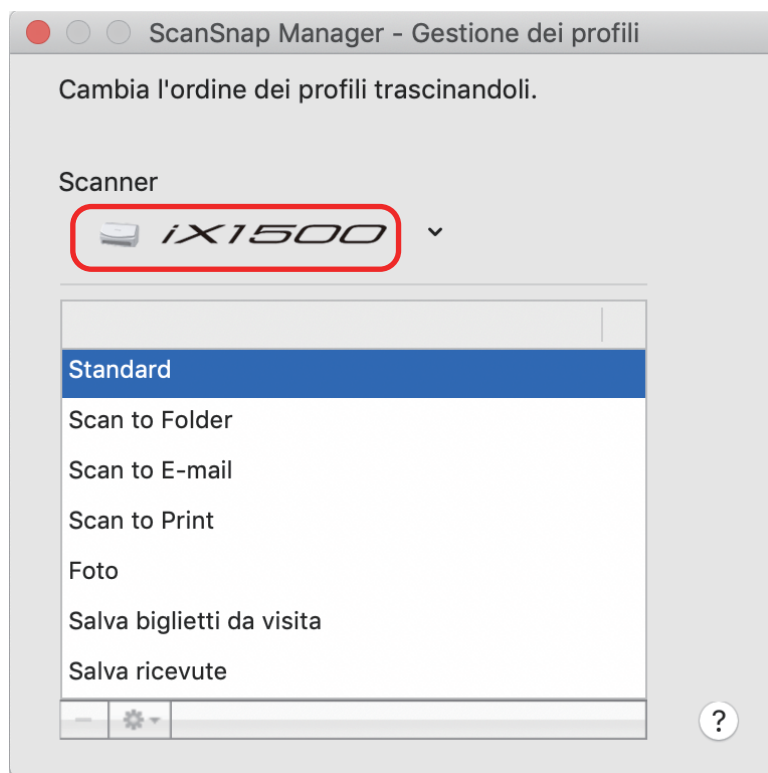 ScanSnap Manager - Gestione dei profili
Cambia l'ordine dei profili trascinandoli.
Scanner
iX1500
Standard
Scan to Folder
Scan to E-mail
Scan to Print
Foto
Salva biglietti da visita
Salva ricevute
?